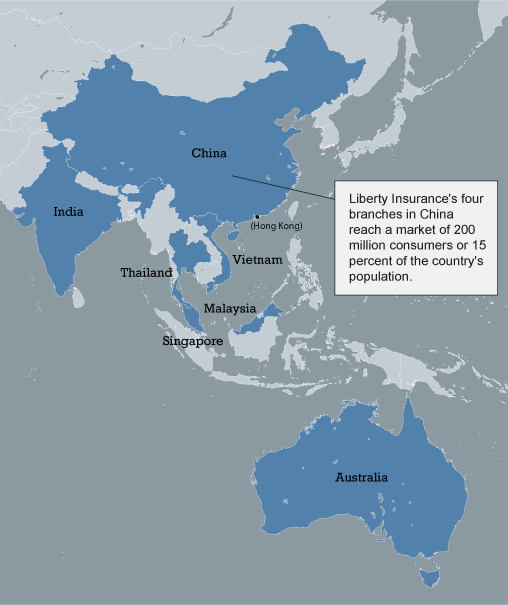 China
Liberty Insurance's four
branches in China
reach a market of 200
million consumers or 15
percent of the country's
population.
India
(Hong Kong)
Vietnam
Thailand
Malaysia
Singapore
Australia